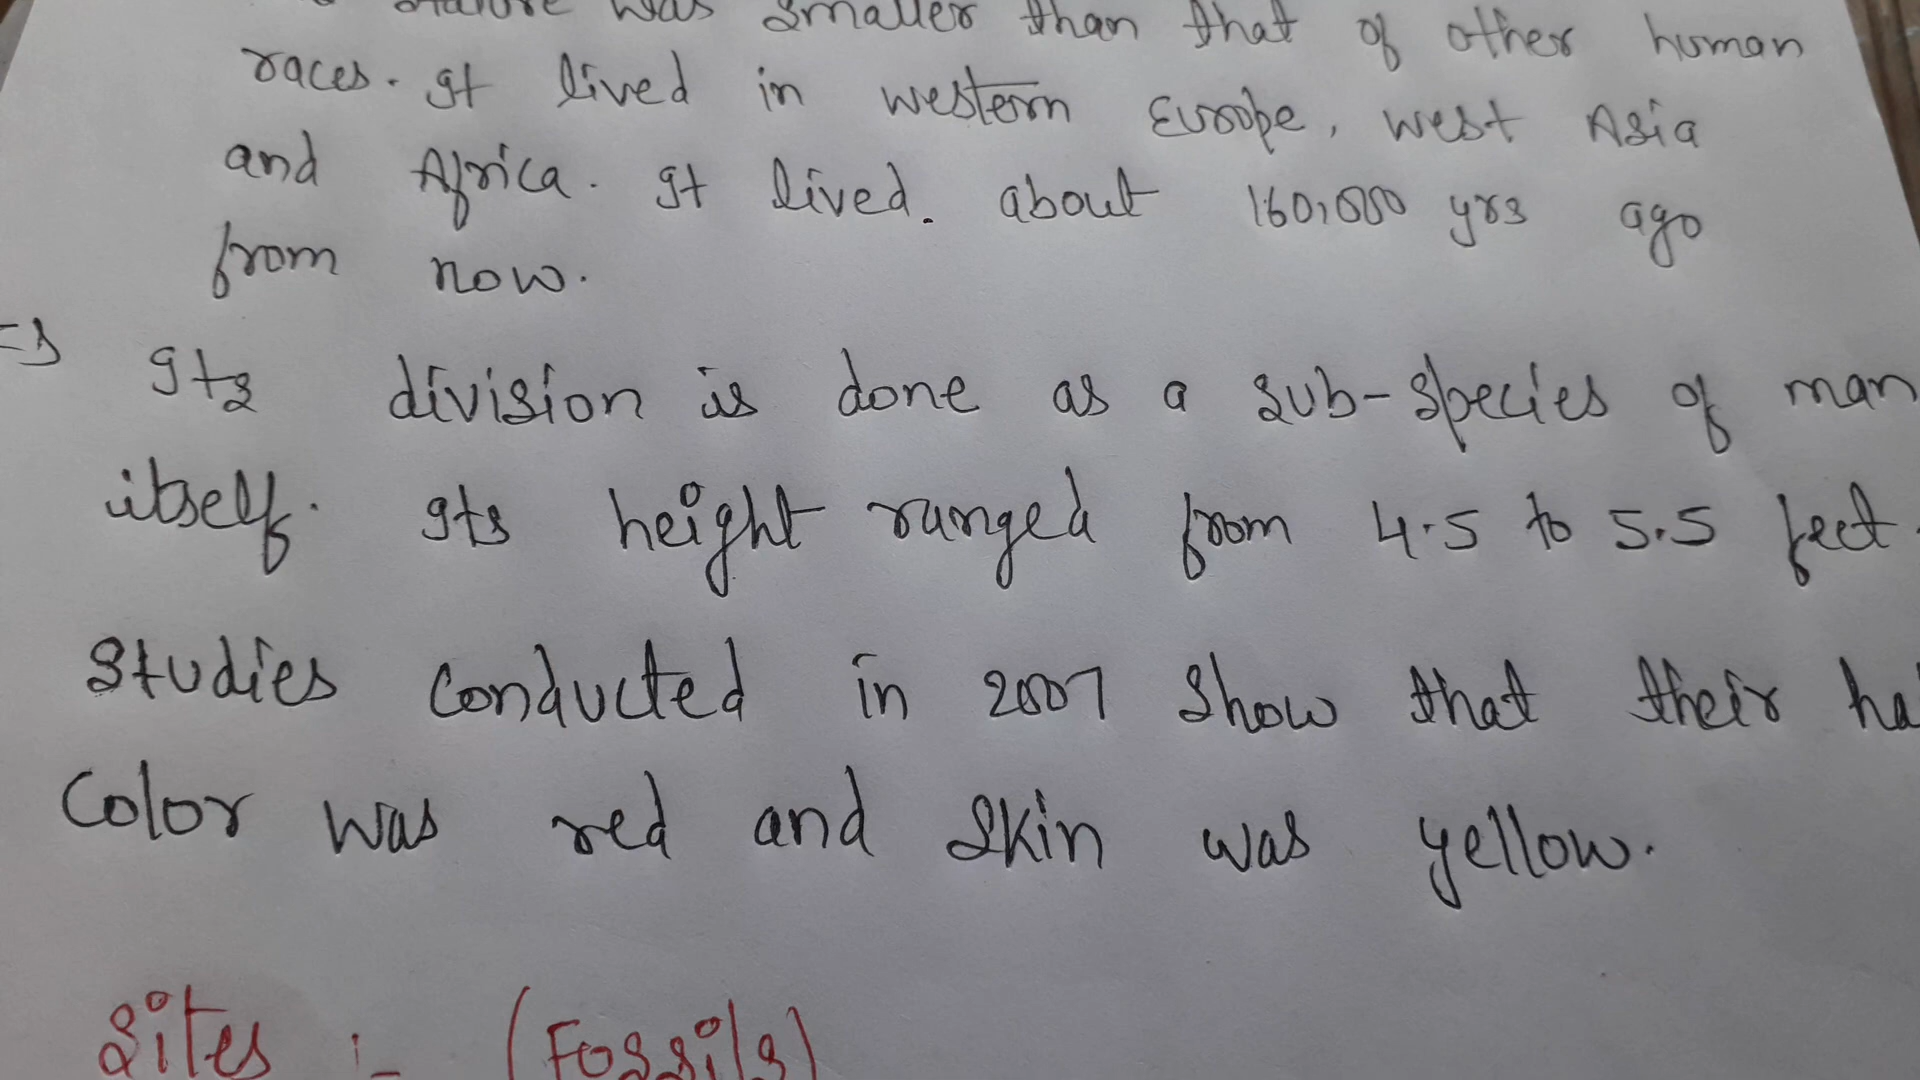 stature was smaller than that of other human
races. It lived in western Europe, west Asia
and Africa. It lived. about 160,000 yrs ago
from now.
=> Its division is done as a sub-species of man
itself. Its height ranged from 4.5 to 5.5 feet.
Studies conducted in 2007 show that their
color was red and skin was yellow.
Sites :- (Fossils)